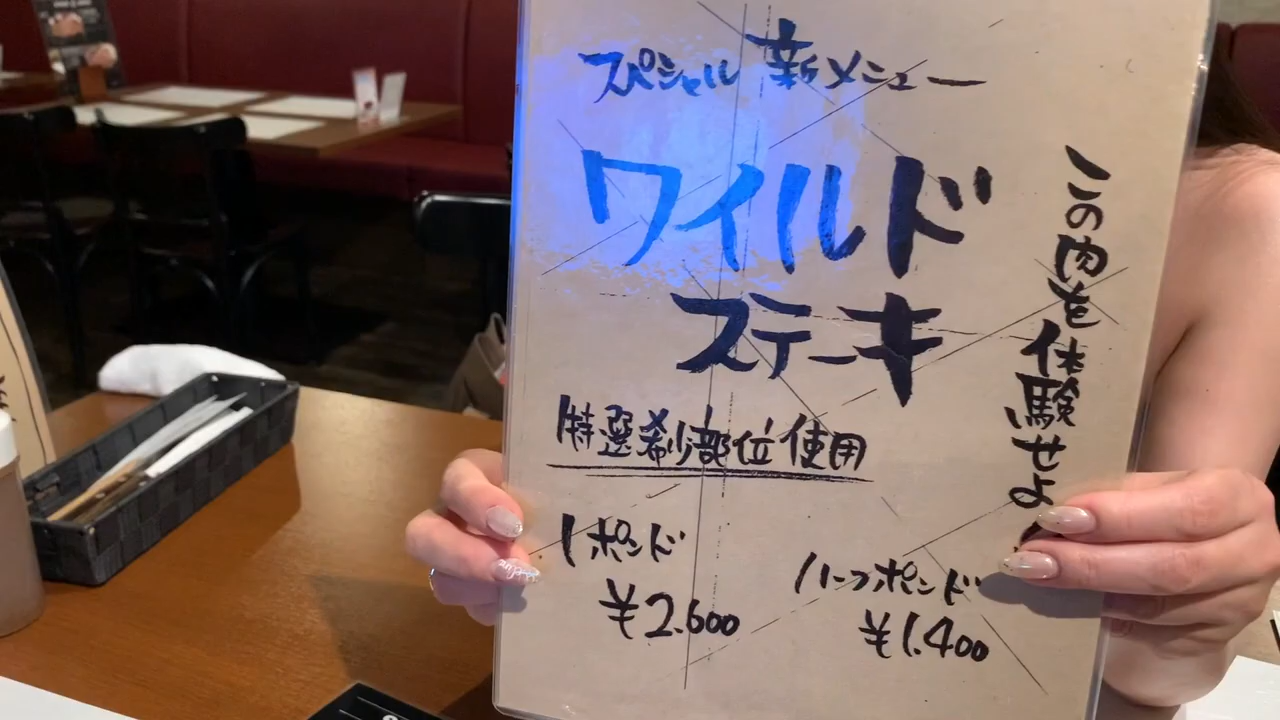 スペシャル 新メニュー
ワイルド
ステーキ
この肉を体験せよ
特選希少部位使用
1ポンド
¥2.600
ハーフポンド
¥1.400